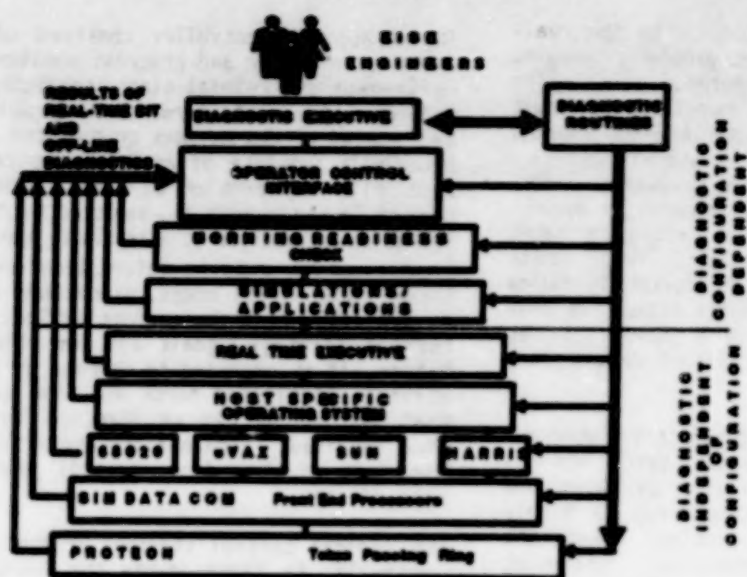 EISE
ENGINEERS
RESULTS OF
REAL-TIME BIT
AND
OFF-LINE
DIAGNOSTICS
DIAGNOSTIC EXECUTIVE
DIAGNOSTIC
ROUTINES
OPERATOR CONTROL
INTERFACE
MORNING READINESS
CHECK
SIMULATIONS/
APPLICATIONS
REAL TIME EXECUTIVE
HOST SPECIFIC
OPERATING SYSTEM
68020
uVAX
SUN
HARRIS
SIM DATA COM Front End Processors
PROTEON Token Passing Ring
DIAGNOSTIC
CONFIGURATION
DEPENDENT
DIAGNOSTIC
INDEPENDENT
OF
CONFIGURATION